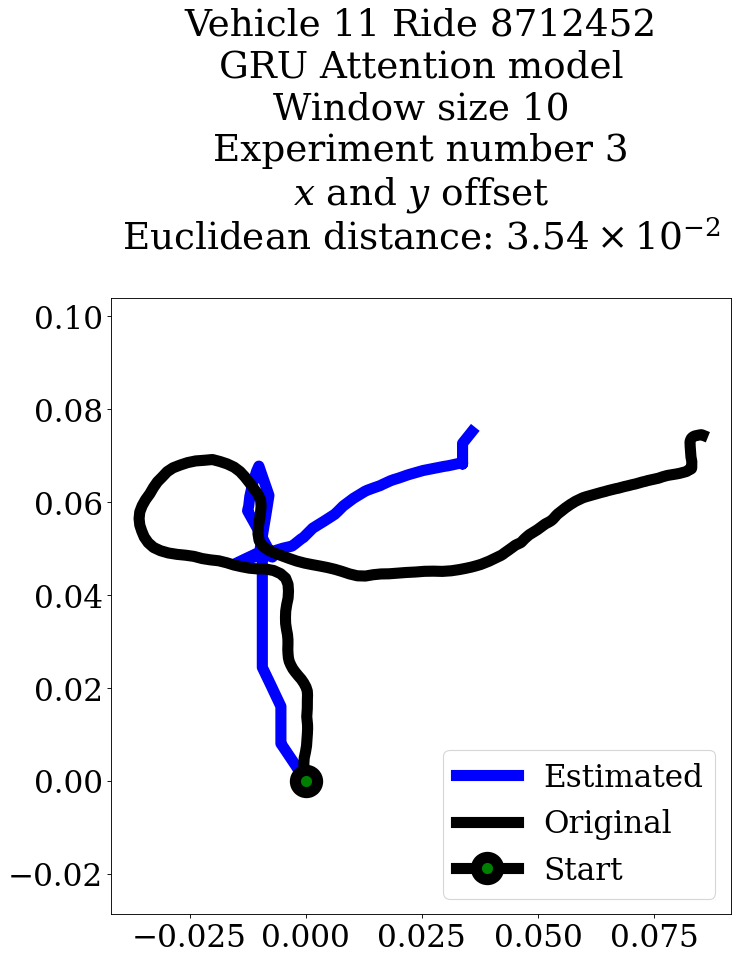 Vehicle 11 Ride 8712452
GRU Attention model
Window size 10
Experiment number 3
x and y offset
Euclidean distance: 3.54 × 10⁻²
0.10
0.08
0.06
0.04
0.02
0.00
−0.02
Estimated
Original
Start
−0.025 0.000 0.025 0.050 0.075